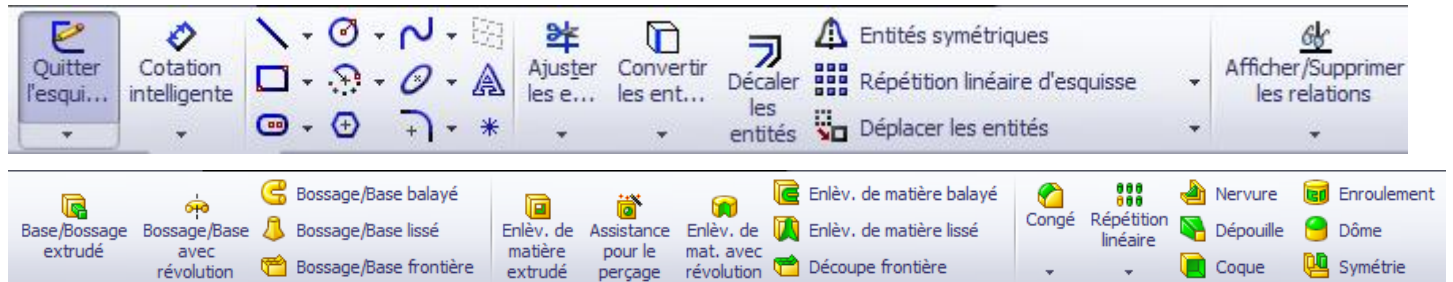 Quitter
l'esqui...
Cotation
intelligente
Ajuster
les e...
Convertir
les ent...
Décaler
les
entités
Entités symétriques
Répétition linéaire d'esquisse
Déplacer les entités
Afficher/Supprimer
les relations
Base/Bossage
extrudé
Bossage/Base
avec
révolution
Bossage/Base balayé
Bossage/Base lissé
Bossage/Base frontière
Enlèv. de
matière
extrudé
Assistance
pour le
perçage
Enlèv. de
mat. avec
révolution
Enlèv. de matière balayé
Enlèv. de matière lissé
Découpe frontière
Congé
Répétition
linéaire
Nervure
Dépouille
Coque
Enroulement
Dôme
Symétrie